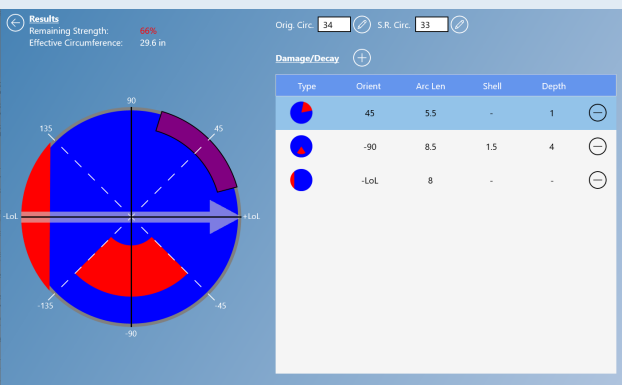 Results
Remaining Strength: 66%
Effective Circumference: 29.6 in
Orig. Circ. 34 S.R. Circ. 33
Damage/Decay
Type Orient Arc Len Shell Depth
45 5.5 - 1
-90 8.5 1.5 4
-LoL 8 - -
90
135 45
-LoL +LoL
-135 -45
-90